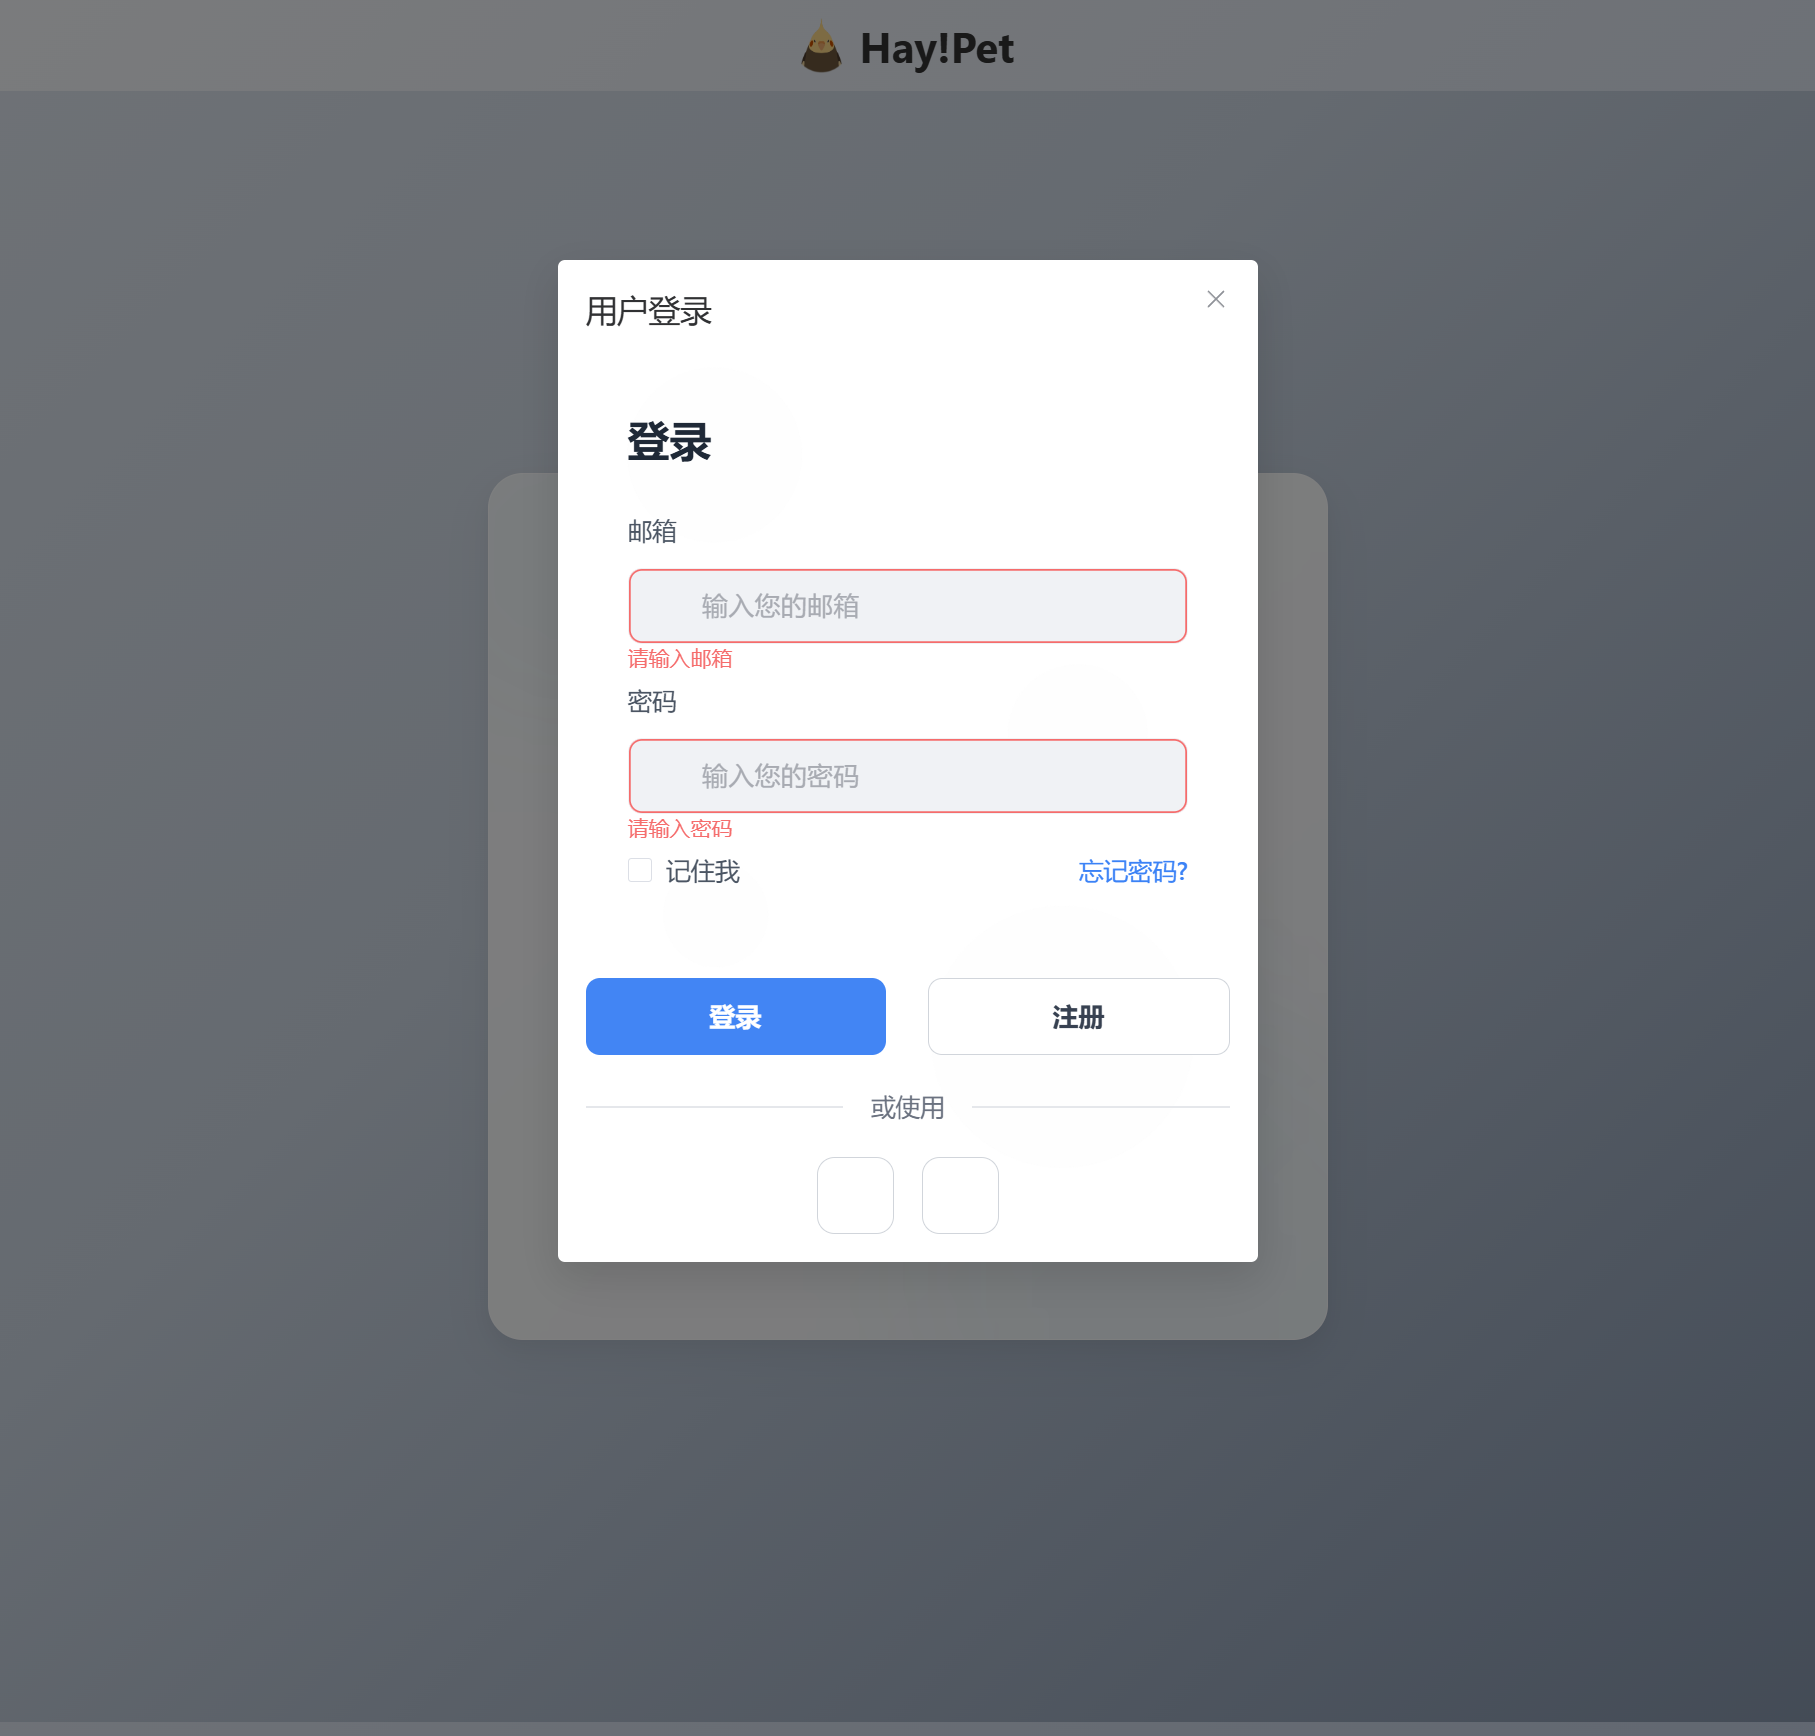 Hay!Pet
用户登录
登录
邮箱
输入您的邮箱
请输入邮箱
密码
输入您的密码
请输入密码
记住我 忘记密码?
登录 注册
或使用